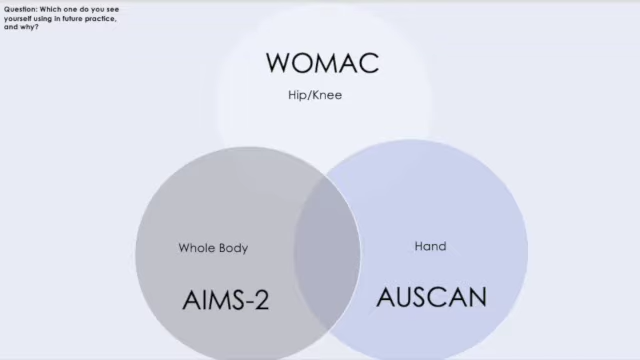 Question: Which one do you see
yourself using in future practice,
and why?
WOMAC
Hip/Knee
Whole Body
AIMS-2
Hand
AUSCAN